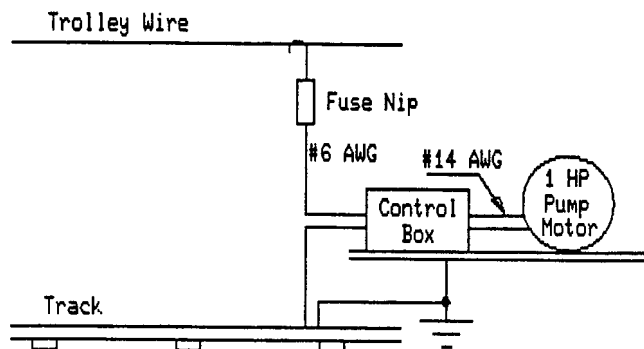 Trolley Wire
Fuse Nip
#6 AWG
#14 AWG
1 HP
Pump
Motor
Control
Box
Track